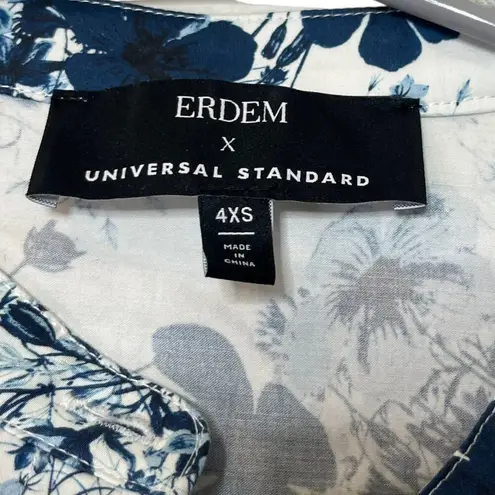 ERDEM
X
UNIVERSAL STANDARD
4XS
MADE
IN
CHINA